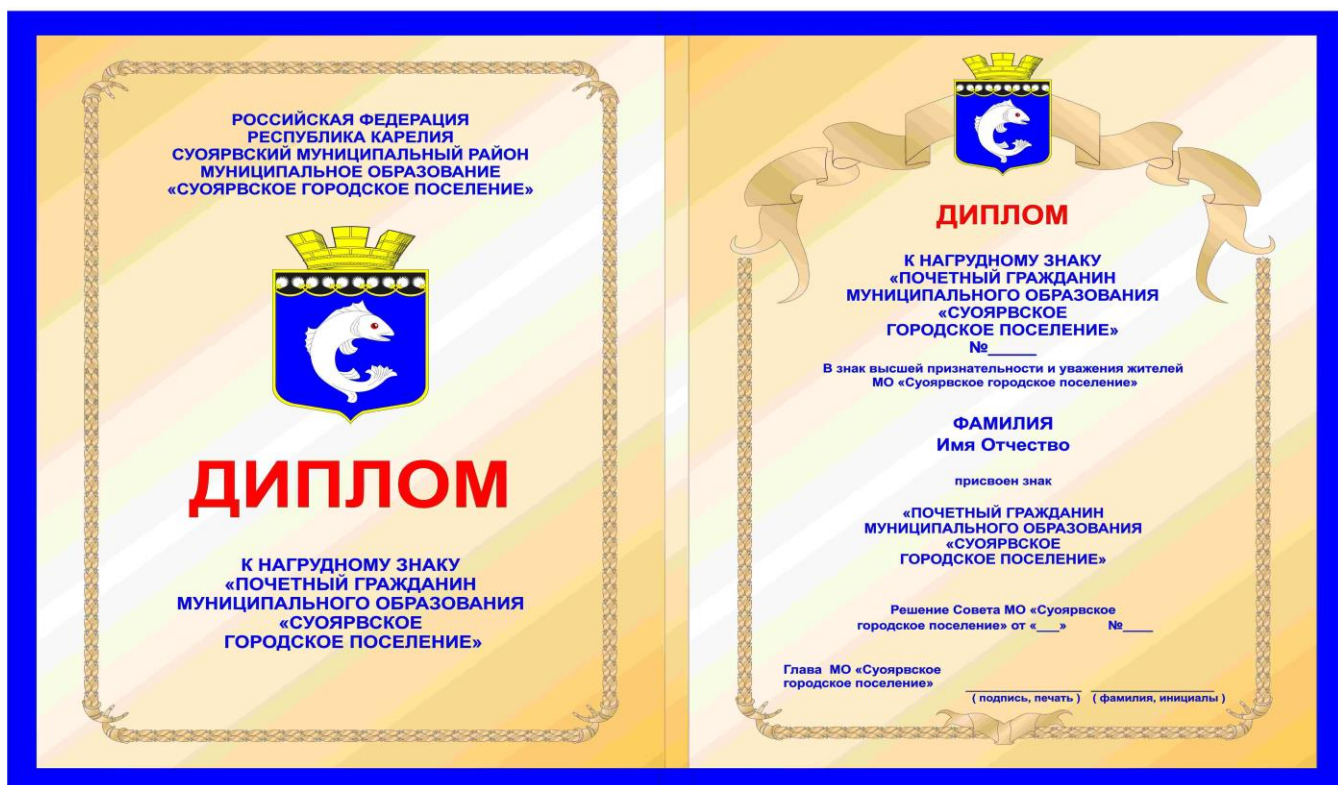 РОССИЙСКАЯ ФЕДЕРАЦИЯ
РЕСПУБЛИКА КАРЕЛИЯ
СУОЯРВСКИЙ МУНИЦИПАЛЬНЫЙ РАЙОН
МУНИЦИПАЛЬНОЕ ОБРАЗОВАНИЕ
«СУОЯРВСКОЕ ГОРОДСКОЕ ПОСЕЛЕНИЕ»
ДИПЛОМ
К НАГРУДНОМУ ЗНАКУ
«ПОЧЕТНЫЙ ГРАЖДАНИН
МУНИЦИПАЛЬНОГО ОБРАЗОВАНИЯ
«СУОЯРВСКОЕ
ГОРОДСКОЕ ПОСЕЛЕНИЕ»
ДИПЛОМ
К НАГРУДНОМУ ЗНАКУ
«ПОЧЕТНЫЙ ГРАЖДАНИН
МУНИЦИПАЛЬНОГО ОБРАЗОВАНИЯ
«СУОЯРВСКОЕ
ГОРОДСКОЕ ПОСЕЛЕНИЕ»
№______
В знак высшей признательности и уважения жителей
МО «Суоярвское городское поселение»
ФАМИЛИЯ
Имя Отчество
присвоен знак
«ПОЧЕТНЫЙ ГРАЖДАНИН
МУНИЦИПАЛЬНОГО ОБРАЗОВАНИЯ
«СУОЯРВСКОЕ
ГОРОДСКОЕ ПОСЕЛЕНИЕ»
Решение Совета МО «Суоярвское
городское поселение» от «___» №____
Глава МО «Суоярвское
городское поселение» ________________ _________________
( подпись, печать ) ( фамилия, инициалы )